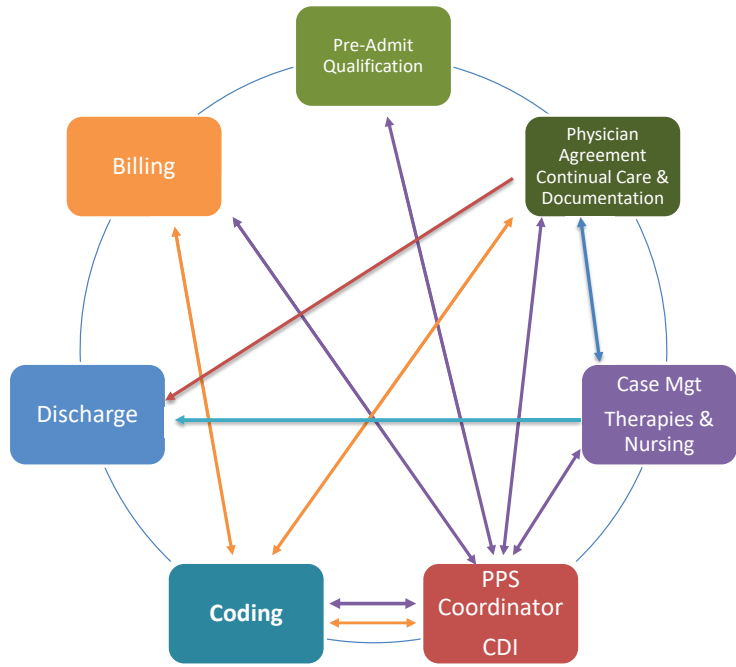 Pre-Admit
Qualification
Physician
Agreement
Continual Care &
Documentation
Case Mgt
Therapies &
Nursing
PPS
Coordinator
CDI
Coding
Discharge
Billing